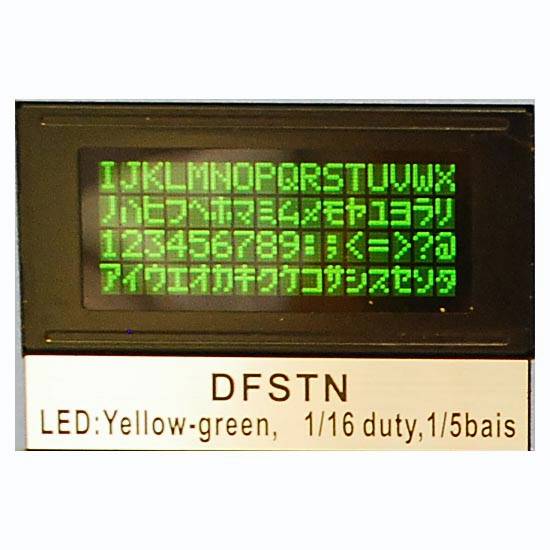 IJKLMNOPQRSTUVWX
ノハヒフヘホマミムメモヤユヨラリ
123456789:;<=>?@
アイウエオカキクケコサシスセソタ
DFSTN
LED:Yellow-green, 1/16 duty,1/5bais